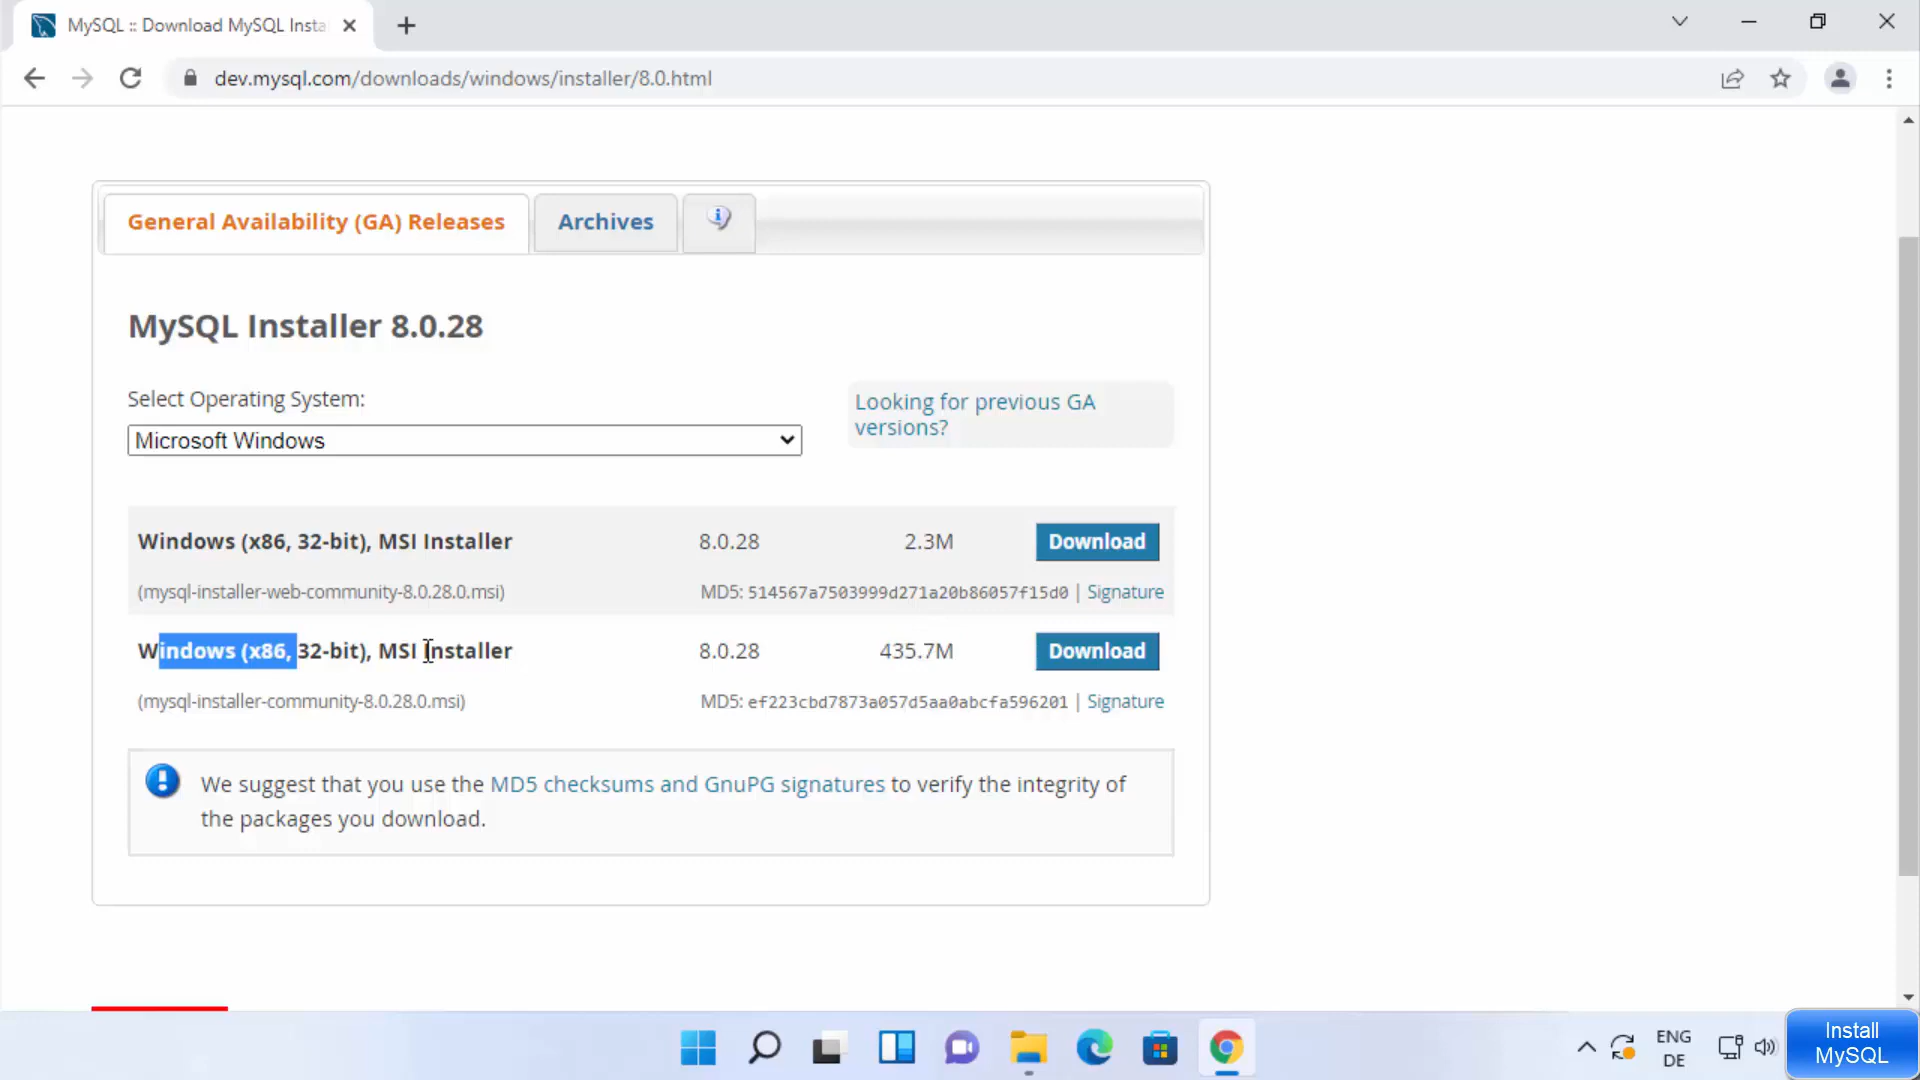 MySQL :: Download MySQL Insta
dev.mysql.com/downloads/windows/installer/8.0.html
General Availability (GA) Releases
Archives
i
MySQL Installer 8.0.28
Select Operating System:
Microsoft Windows
Looking for previous GA
versions?
Windows (x86, 32-bit), MSI Installer 8.0.28 2.3M Download
(mysql-installer-web-community-8.0.28.0.msi) MD5: 514567a7503999d271a20b86057f15d0 | Signature
Windows (x86, 32-bit), MSI Installer 8.0.28 435.7M Download
(mysql-installer-community-8.0.28.0.msi) MD5: ef223cbd7873a057d5aa0abcfa596201 | Signature
We suggest that you use the MD5 checksums and GnuPG signatures to verify the integrity of
the packages you download.
ENG
DE
Install
MySQL